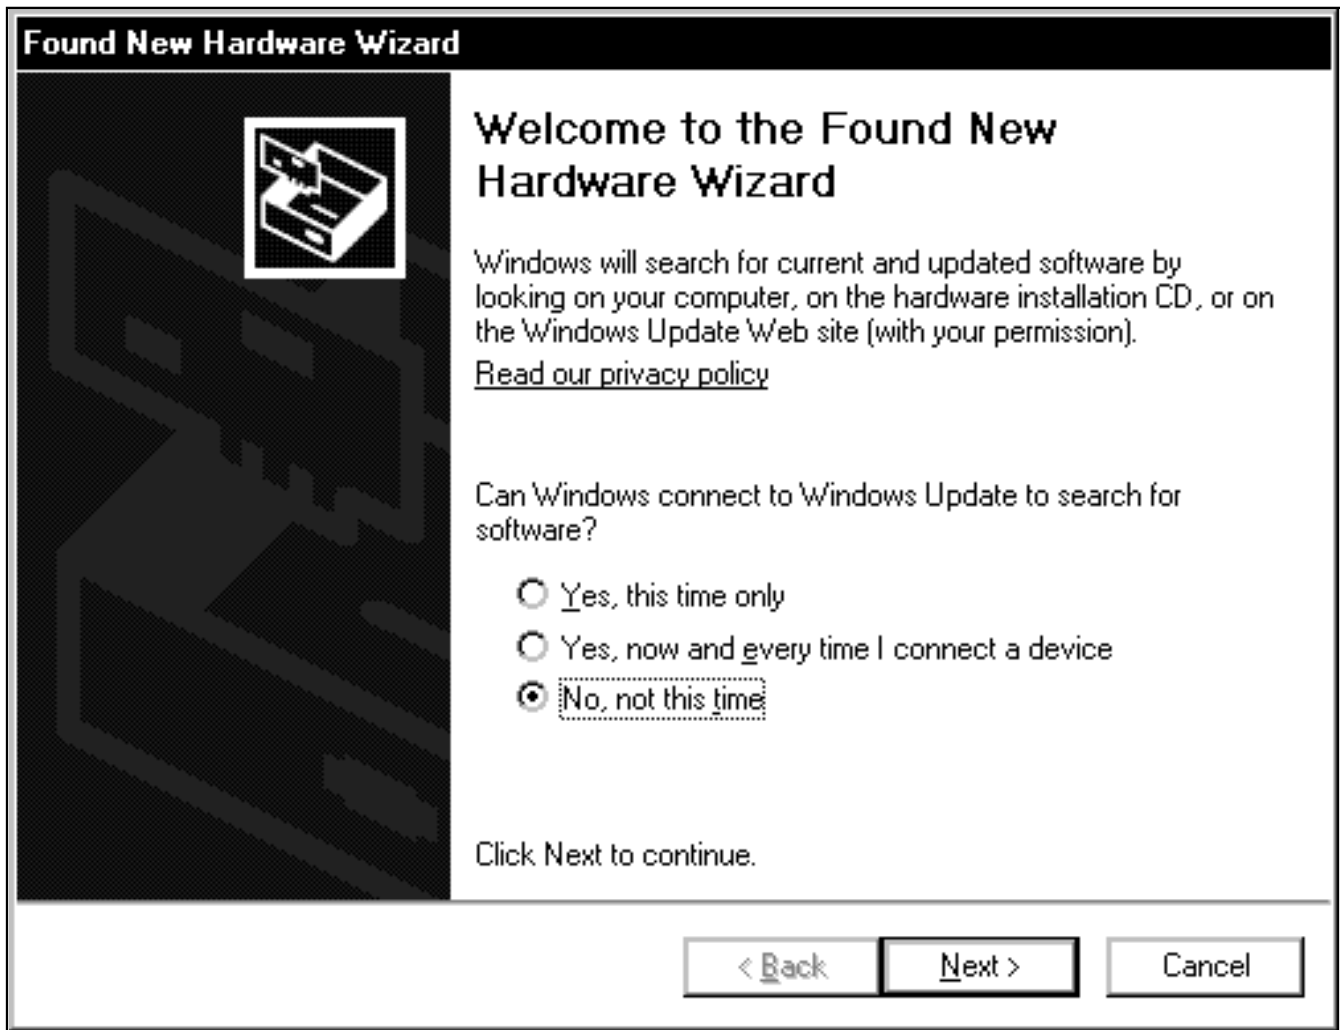 Found New Hardware Wizard
Welcome to the Found New
Hardware Wizard
Windows will search for current and updated software by
looking on your computer, on the hardware installation CD, or on
the Windows Update Web site (with your permission).
Read our privacy policy
Can Windows connect to Windows Update to search for
software?
Yes, this time only
Yes, now and every time I connect a device
No, not this time
Click Next to continue.
< Back
Next >
Cancel